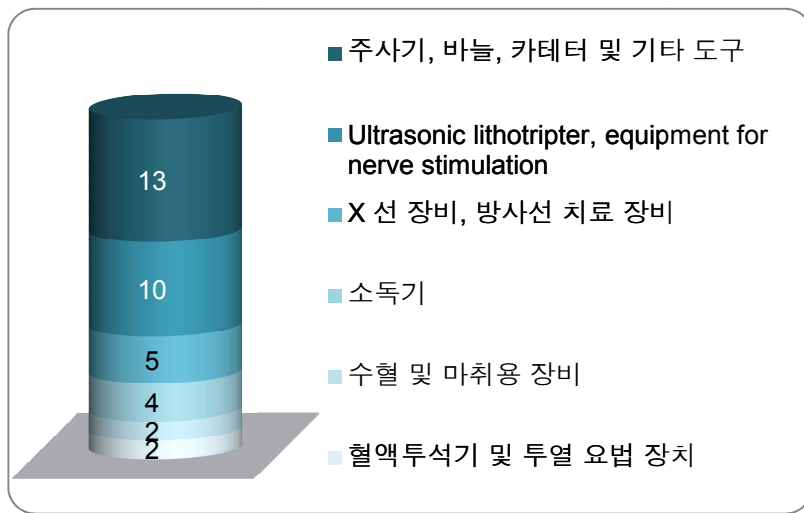 주사기, 바늘, 카테터 및 기타 도구
Ultrasonic lithotripter, equipment for
nerve stimulation
X 선 장비, 방사선 치료 장비
소독기
수혈 및 마취용 장비
혈액투석기 및 투열 요법 장치
13
10
5
4
2
2